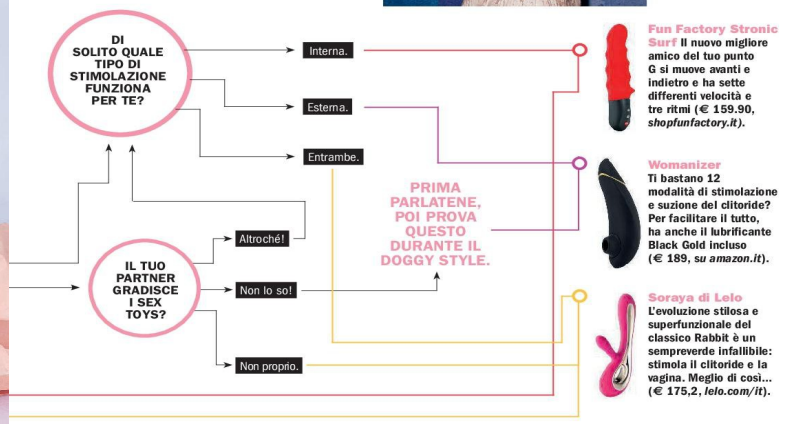 DI
SOLITO QUALE
TIPO DI
STIMOLAZIONE
FUNZIONA
PER TE?
Interna.
Esterna.
Entrambe.
IL TUO
PARTNER
GRADISCE
I SEX
TOYS?
Altroché!
Non lo so!
Non proprio.
PRIMA
PARLATENE,
POI PROVA
QUESTO
DURANTE IL
DOGGY STYLE.
Fun Factory Stronic
Surf Il nuovo migliore
amico del tuo punto
G si muove avanti e
indietro e ha sette
differenti velocità e
tre ritmi (€ 159.90,
shopfunfactory.it).
Womanizer
Ti bastano 12
modalità di stimolazione
e suzione del clitoride?
Per facilitare il tutto,
ha anche il lubrificante
Black Gold incluso
(€ 189, su amazon.it).
Soraya di Lelo
L'evoluzione stilosa e
superfunzionale del
classico Rabbit è un
sempreverde infallibile:
stimola il clitoride e la
vagina. Meglio di così...
(€ 175,2, lelo.com/it).